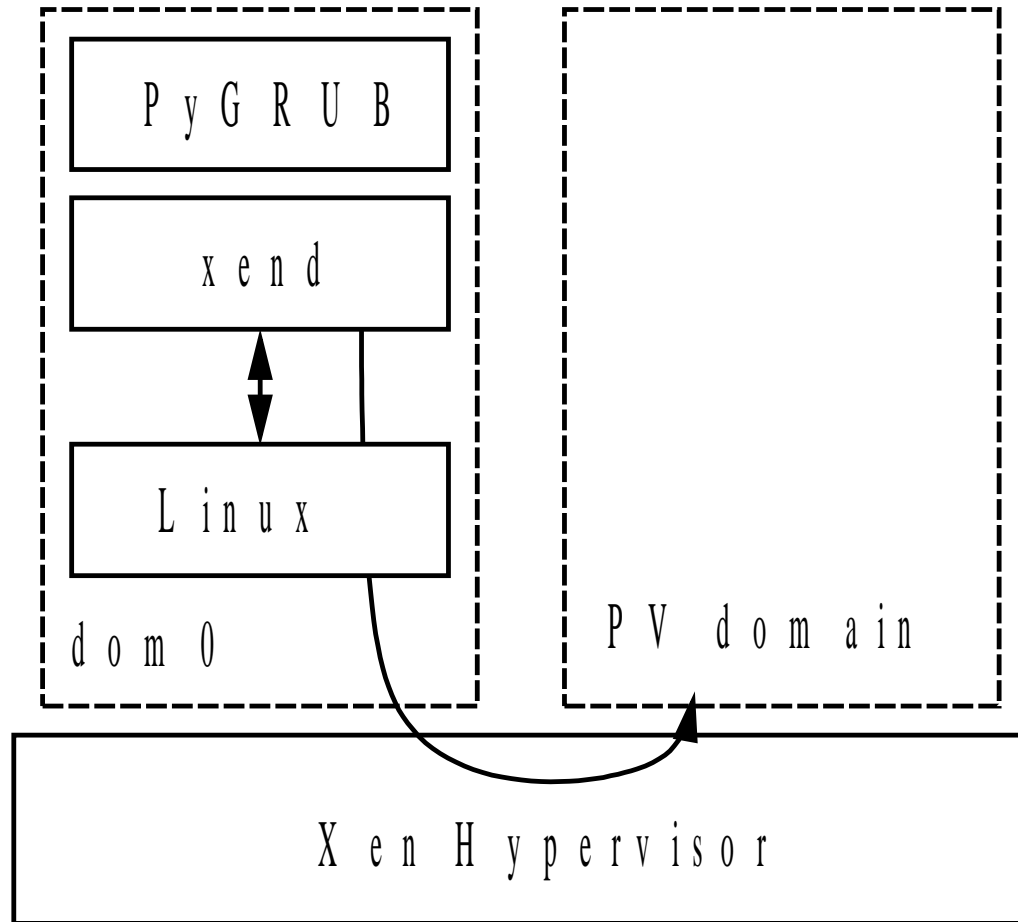 PyGRUB
xend
Linux
dom0
PV domain
Xen Hypervisor